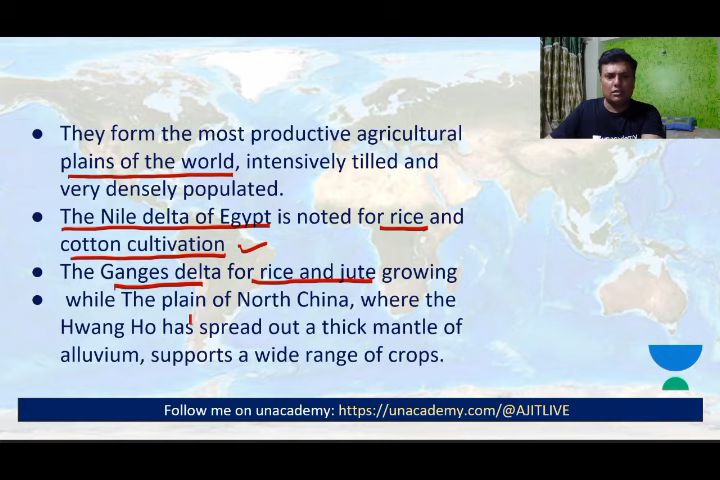 They form the most productive agricultural
plains of the world, intensively tilled and
very densely populated.
The Nile delta of Egypt is noted for rice and
cotton cultivation
The Ganges delta for rice and jute growing
while The plain of North China, where the
Hwang Ho has spread out a thick mantle of
alluvium, supports a wide range of crops.
Follow me on unacademy: https://unacademy.com/@AJITLIVE